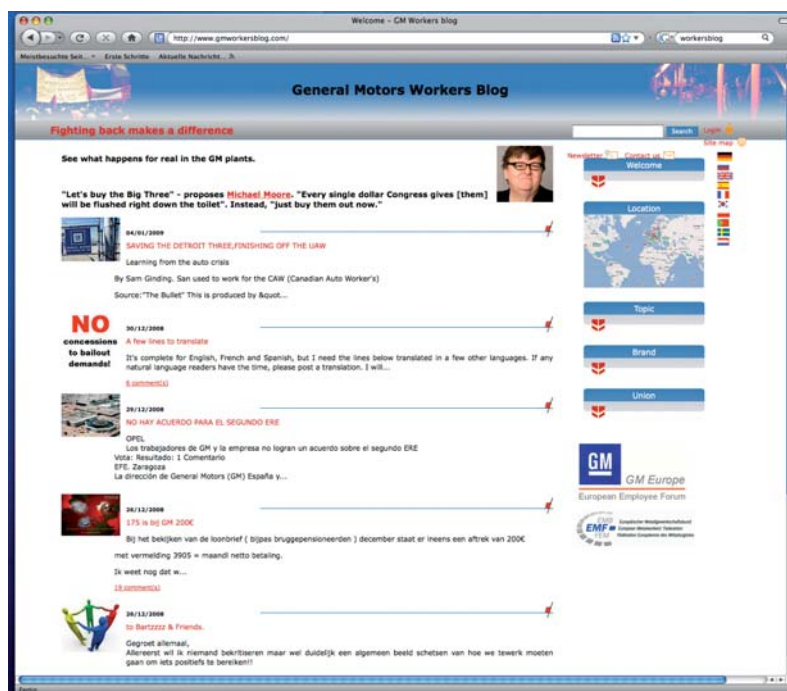 Welcome – GM Workers blog
http://www.gmworkersblog.com/
workersblog
Meistbesuchte Seit... Erste Schritte Aktuelle Nachricht...
General Motors Workers Blog
Fighting back makes a difference
Search
Login
Site map
See what happens for real in the GM plants.
Newsletter Contact us
Welcome
"Let's buy the Big Three" - proposes Michael Moore. "Every single dollar Congress gives [them]
will be flushed right down the toilet". Instead, "just buy them out now."
Location
04/01/2009
SAVING THE DETROIT THREE,FINISHING OFF THE UAW
Learning from the auto crisis
By Sam Ginding. San used to work for the CAW (Canadian Auto Worker's)
Source:"The Bullet" This is produced by &quot...
NO
concessions
to bailout
demands!
30/12/2008
A few lines to translate
It's complete for English, French and Spanish, but I need the lines below translated in a few other languages. If any
natural language readers have the time, please post a translation. I will...
6 comment(s)
Topic
Brand
Union
29/12/2008
NO HAY ACUERDO PARA EL SEGUNDO ERE
OPEL
Los trabajadores de GM y la empresa no logran un acuerdo sobre el segundo ERE
Vota: Resultado: 1 Comentario
EFE. Zaragoza
La dirección de General Motors (GM) España y...
GM
GM Europe
European Employee Forum
EMF
26/12/2008
175 is bij GM 200€
Bij het bekijken van de loonbrief ( bijpas bruggepensioneerden ) december staat er ineens een aftrek van 200€
met vermelding 3905 = maandl netto betaling.
Ik weet nog dat w...
19 comment(s)
26/12/2008
to Bartzzzz & Friends.
Gegroet allemaal,
Allereerst wil ik niemand bekritiseren maar wel duidelijk een algemeen beeld schetsen van hoe we tewerk moeten
gaan om iets positiefs te bereiken!!